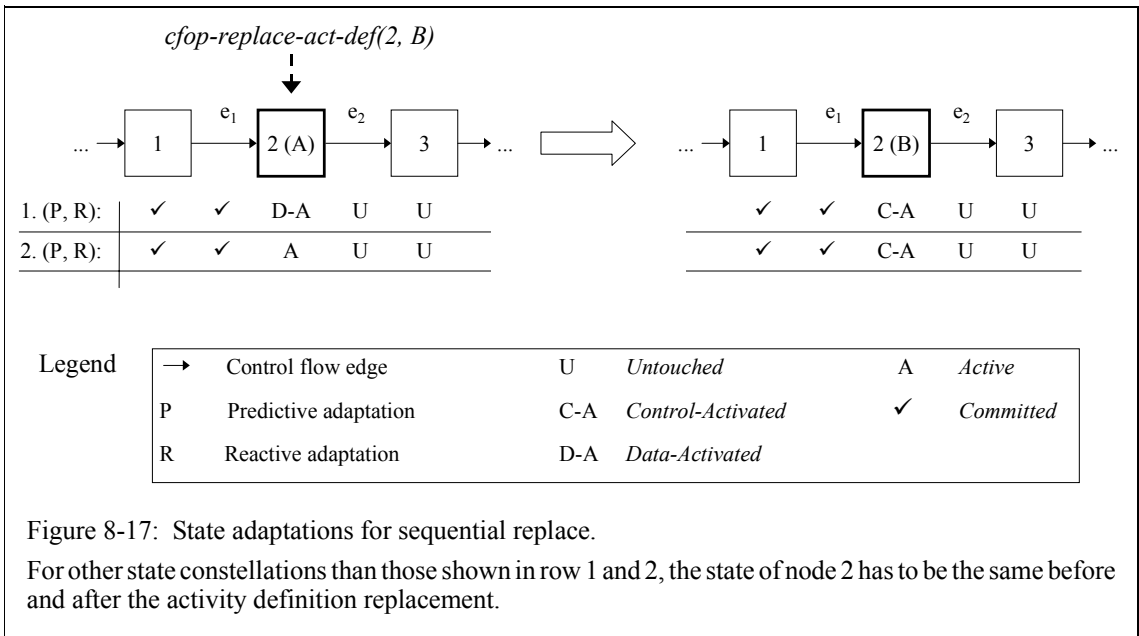 cfop-replace-act-def(2, B)
... 1 e1 2 (A) e2 3 ... ... 1 e1 2 (B) e2 3 ...
1. (P, R): ✓ ✓ D-A U U ✓ ✓ C-A U U
2. (P, R): ✓ ✓ A U U ✓ ✓ C-A U U
Legend
→ Control flow edge U Untouched A Active
P Predictive adaptation C-A Control-Activated ✓ Committed
R Reactive adaptation D-A Data-Activated
Figure 8-17: State adaptations for sequential replace.
For other state constellations than those shown in row 1 and 2, the state of node 2 has to be the same before
and after the activity definition replacement.